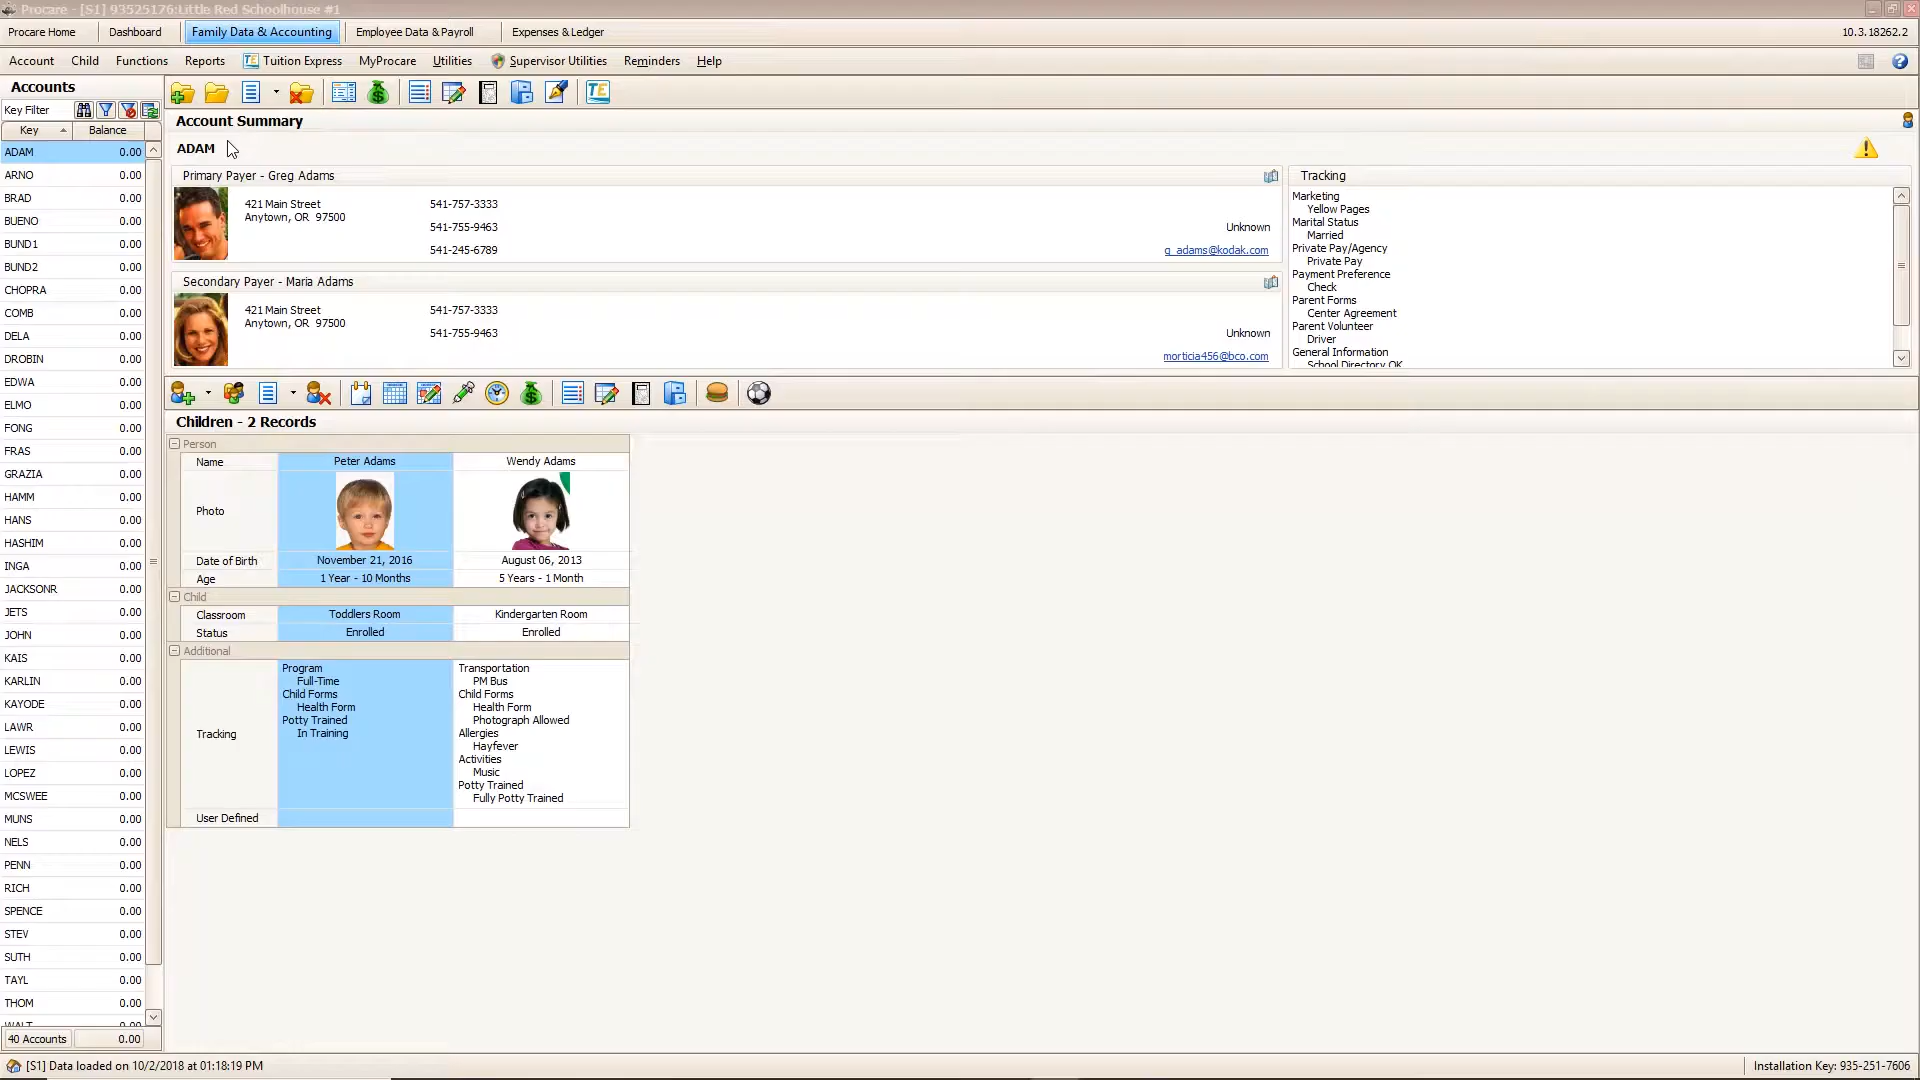 Procare - [S1] 93525176:Little Red Schoolhouse #1
Procare Home
Dashboard
Family Data & Accounting
Employee Data & Payroll
Expenses & Ledger
10.3.18262.2
Account
Child
Functions
Reports
TE Tuition Express
MyProcare
Utilities
Supervisor Utilities
Reminders
Help
Accounts
Key Filter
Key
Balance
ADAM 0.00
ARNO 0.00
BRAD 0.00
BUENO 0.00
BUND1 0.00
BUND2 0.00
CHOPRA 0.00
COMB 0.00
DELA 0.00
DROBIN 0.00
EDWA 0.00
ELMO 0.00
FONG 0.00
FRAS 0.00
GRAZIA 0.00
HAMM 0.00
HANS 0.00
HASHIM 0.00
INGA 0.00
JACKSONR 0.00
JETS 0.00
JOHN 0.00
KAIS 0.00
KARLIN 0.00
KAYODE 0.00
LAWR 0.00
LEWIS 0.00
LOPEZ 0.00
MCSWEE 0.00
MUNS 0.00
NELS 0.00
PENN 0.00
RICH 0.00
SPENCE 0.00
STEV 0.00
SUTH 0.00
TAYL 0.00
THOM 0.00
WALT 0.00
40 Accounts 0.00
TE
Account Summary
ADAM
Primary Payer - Greg Adams
421 Main Street
Anytown, OR 97500
541-757-3333
541-755-9463
541-245-6789
Unknown
g_adams@kodak.com
Secondary Payer - Maria Adams
421 Main Street
Anytown, OR 97500
541-757-3333
541-755-9463
Unknown
morticia456@bco.com
Tracking
Marketing
Yellow Pages
Marital Status
Married
Private Pay/Agency
Private Pay
Payment Preference
Check
Parent Forms
Center Agreement
Parent Volunteer
Driver
General Information
School Directory OK
Children - 2 Records
Person
Name Peter Adams Wendy Adams
Photo
Date of Birth November 21, 2016 August 06, 2013
Age 1 Year - 10 Months 5 Years - 1 Month
Child
Classroom Toddlers Room Kindergarten Room
Status Enrolled Enrolled
Additional
Tracking
Program
Full-Time
Child Forms
Health Form
Potty Trained
In Training
Transportation
PM Bus
Child Forms
Health Form
Photograph Allowed
Allergies
Hayfever
Activities
Music
Potty Trained
Fully Potty Trained
User Defined
[S1] Data loaded on 10/2/2018 at 01:18:19 PM
Installation Key: 935-251-7606